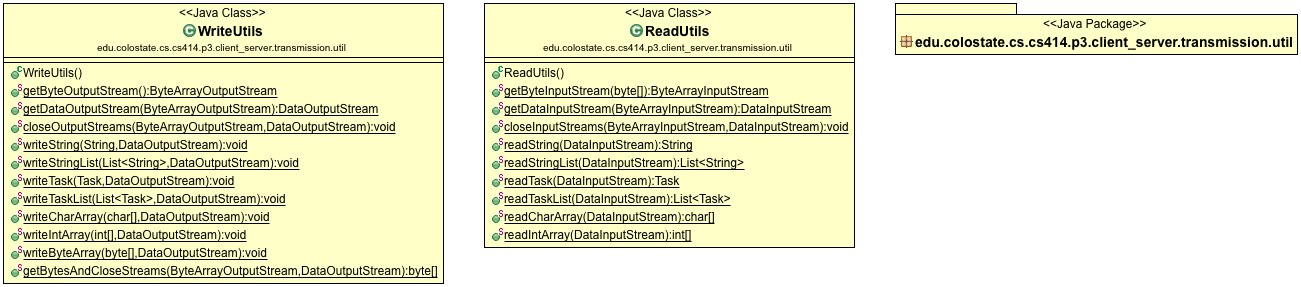 <<Java Class>>
WriteUtils
edu.colostate.cs.cs414.p3.client_server.transmission.util
WriteUtils()
getByteOutputStream():ByteArrayOutputStream
getDataOutputStream(ByteArrayOutputStream):DataOutputStream
closeOutputStreams(ByteArrayOutputStream,DataOutputStream):void
writeString(String,DataOutputStream):void
writeStringList(List<String>,DataOutputStream):void
writeTask(Task,DataOutputStream):void
writeTaskList(List<Task>,DataOutputStream):void
writeCharArray(char[],DataOutputStream):void
writeIntArray(int[],DataOutputStream):void
writeByteArray(byte[],DataOutputStream):void
getBytesAndCloseStreams(ByteArrayOutputStream,DataOutputStream):byte[]
<<Java Class>>
ReadUtils
edu.colostate.cs.cs414.p3.client_server.transmission.util
ReadUtils()
getByteInputStream(byte[]):ByteArrayInputStream
getDataInputStream(ByteArrayInputStream):DataInputStream
closeInputStreams(ByteArrayInputStream,DataInputStream):void
readString(DataInputStream):String
readStringList(DataInputStream):List<String>
readTask(DataInputStream):Task
readTaskList(DataInputStream):List<Task>
readCharArray(DataInputStream):char[]
readIntArray(DataInputStream):int[]
<<Java Package>>
edu.colostate.cs.cs414.p3.client_server.transmission.util